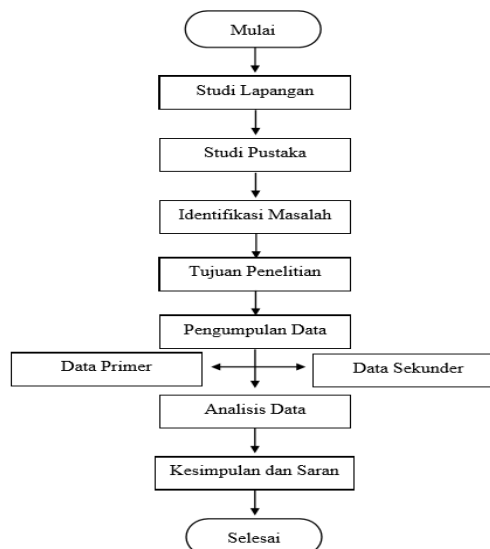 Mulai
Studi Lapangan
Studi Pustaka
Identifikasi Masalah
Tujuan Penelitian
Pengumpulan Data
Data Primer
Data Sekunder
Analisis Data
Kesimpulan dan Saran
Selesai